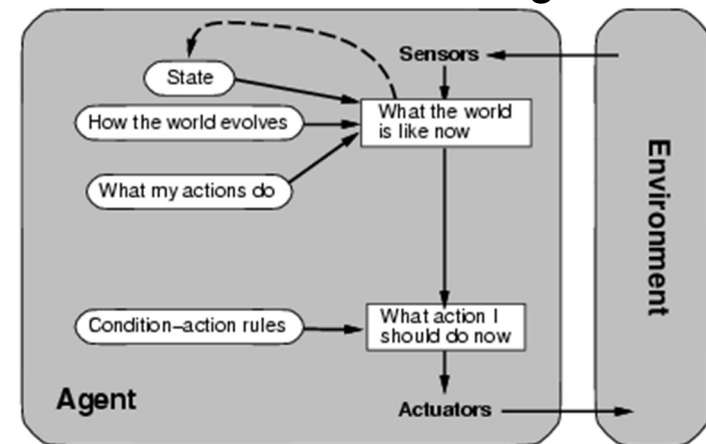 Sensors
State
What the world
is like now
How the world evolves
What my actions do
Environment
Condition–action rules
What action I
should do now
Agent
Actuators